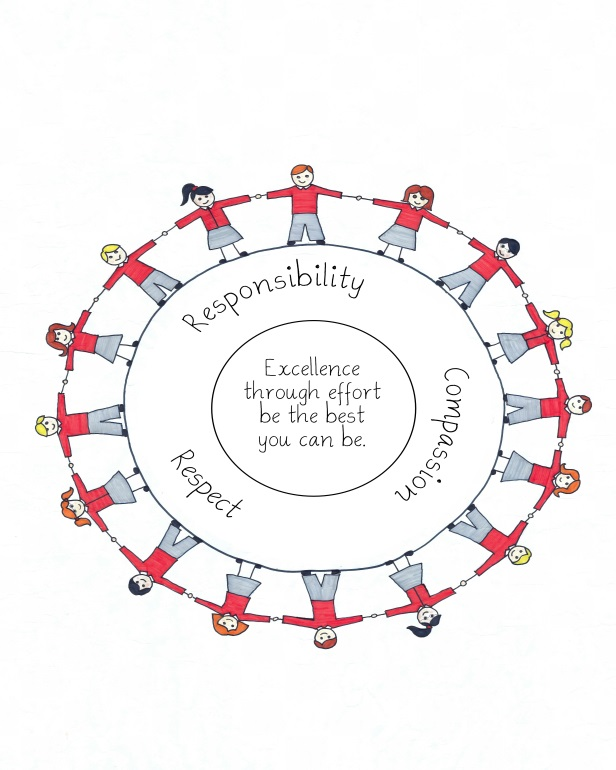 Responsibility
Excellence
through effort
be the best
you can be.
Compassion
Respect